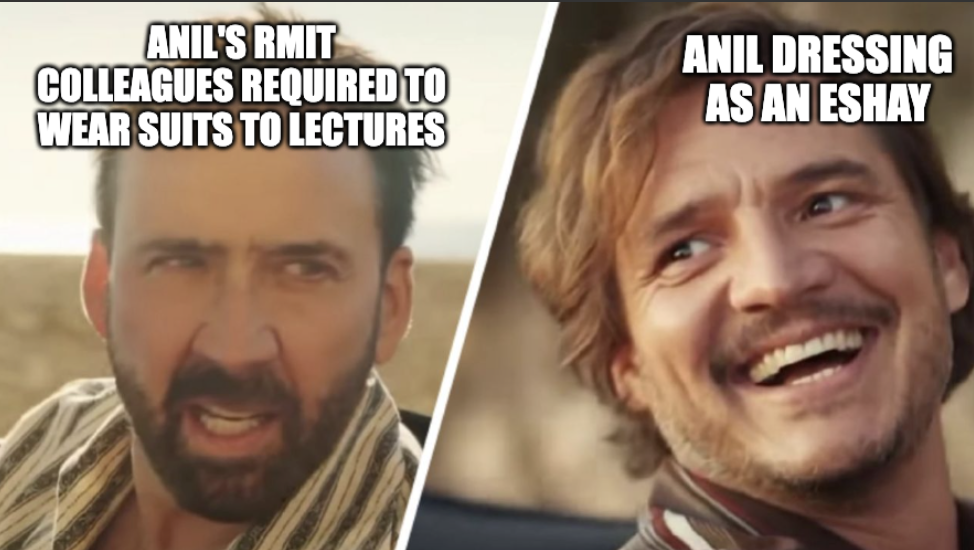 ANIL'S RMIT
COLLEAGUES REQUIRED TO
WEAR SUITS TO LECTURES
ANIL DRESSING
AS AN ESHAY